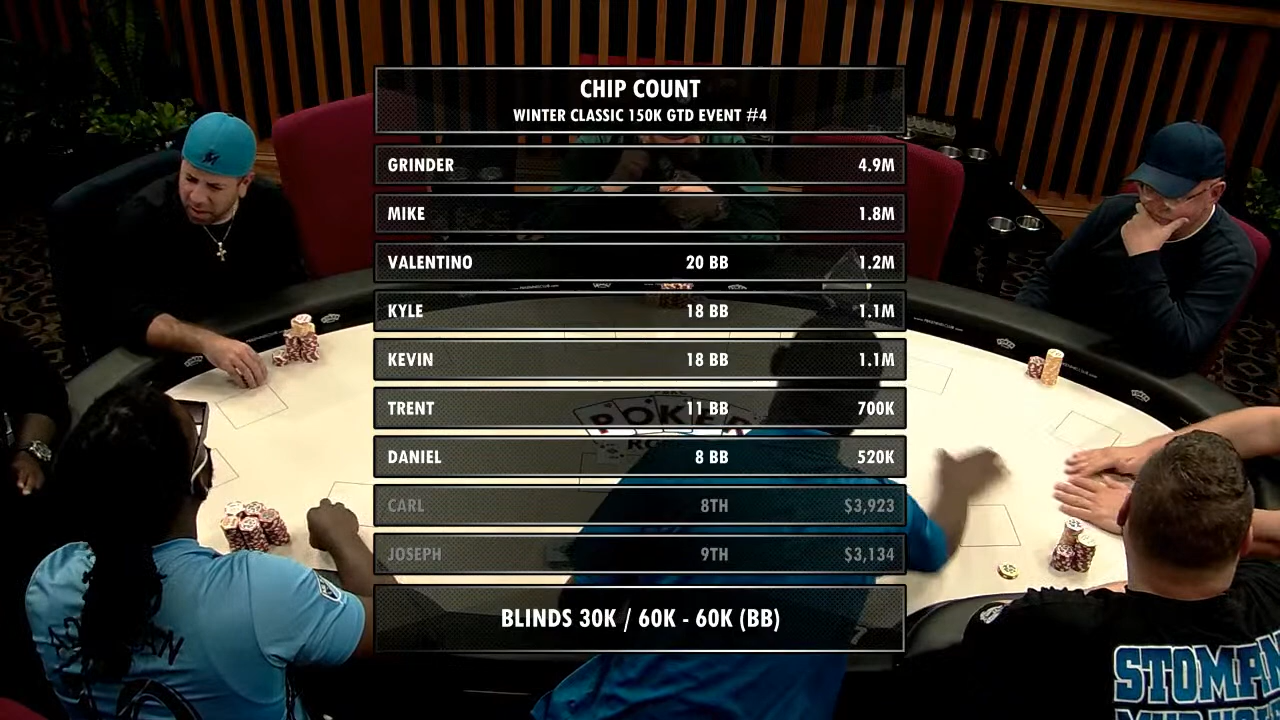 CHIP COUNT
WINTER CLASSIC 150K GTD EVENT #4
GRINDER 4.9M
MIKE 1.8M
VALENTINO 20 BB 1.2M
KYLE 18 BB 1.1M
KEVIN 18 BB 1.1M
TRENT 11 BB 700K
DANIEL 8 BB 520K
CARL 8TH $3,923
JOSEPH 9TH $3,134
BLINDS 30K / 60K - 60K (BB)
POKER